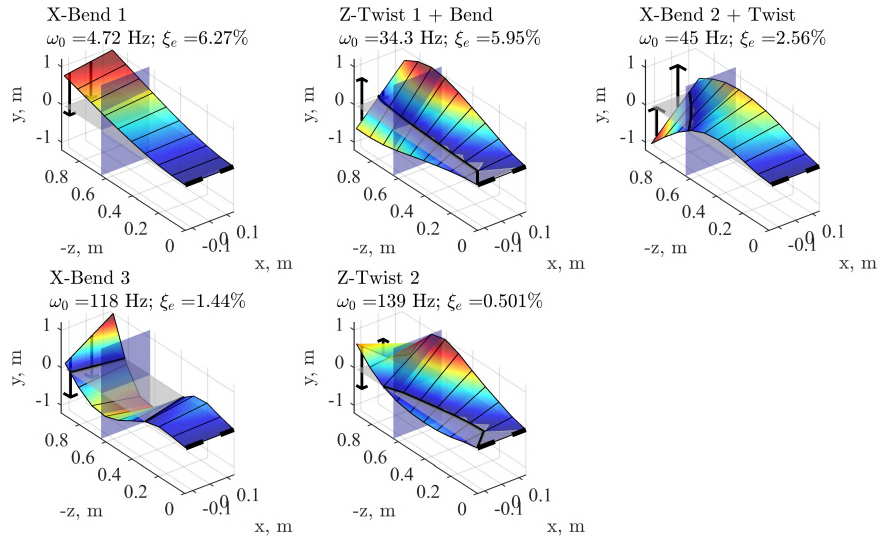 X-Bend 1
ω₀ =4.72 Hz; ξₑ =6.27%
Z-Twist 1 + Bend
ω₀ =34.3 Hz; ξₑ =5.95%
X-Bend 2 + Twist
ω₀ =45 Hz; ξₑ =2.56%
y, m
1
0
-1
0.8
0.6
0.4
0.2
0
-z, m
-0.1
0
0.1
x, m
y, m
1
0
-1
0.8
0.6
0.4
0.2
0
-z, m
-0.1
0
0.1
x, m
y, m
1
0
-1
0.8
0.6
0.4
0.2
0
-z, m
-0.1
0
0.1
x, m
X-Bend 3
ω₀ =118 Hz; ξₑ =1.44%
Z-Twist 2
ω₀ =139 Hz; ξₑ =0.501%
y, m
1
0
-1
0.8
0.6
0.4
0.2
0
-z, m
-0.1
0
0.1
x, m
y, m
1
0
-1
0.8
0.6
0.4
0.2
0
-z, m
-0.1
0
0.1
x, m